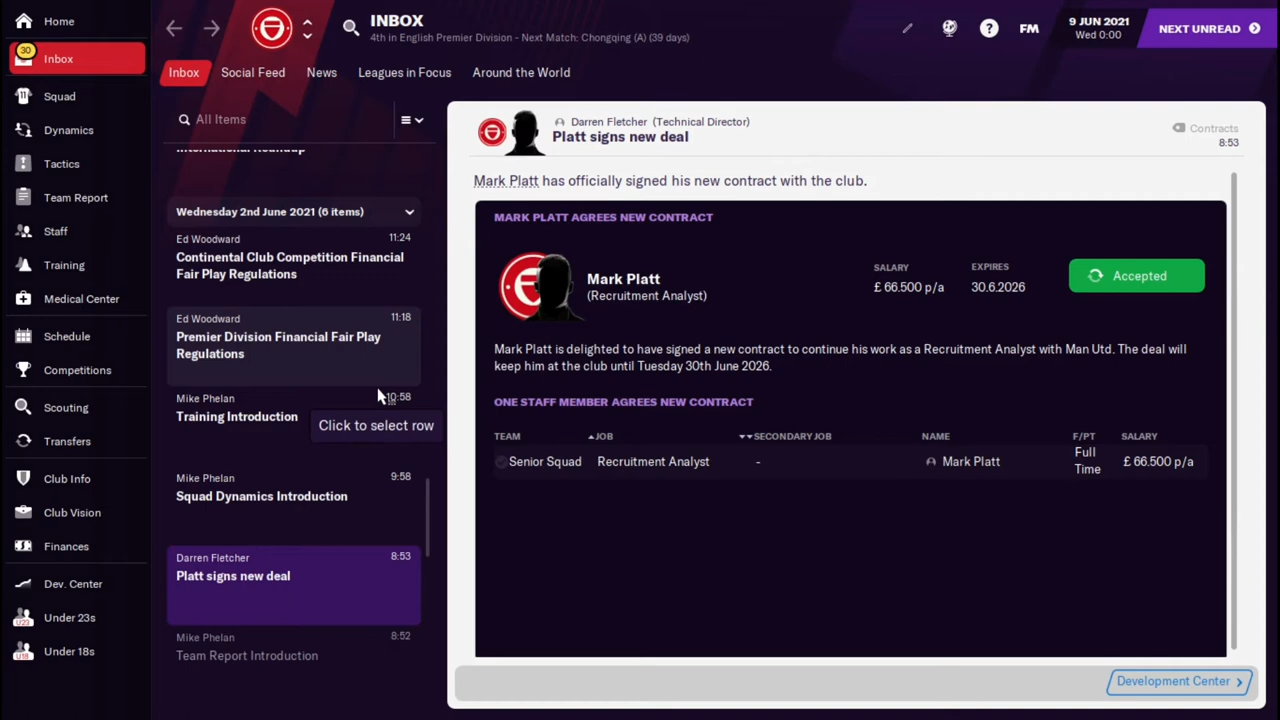 Home
30
Inbox
Squad
Dynamics
Tactics
Team Report
Staff
Training
Medical Center
Schedule
Competitions
Scouting
Transfers
Club Info
Club Vision
Finances
Dev. Center
Under 23s
Under 18s
INBOX
4th in English Premier Division - Next Match: Chongqing (A) (39 days)
FM
9 JUN 2021
Wed 0:00
NEXT UNREAD
Inbox
Social Feed
News
Leagues in Focus
Around the World
All Items
International Roundup
Wednesday 2nd June 2021 (6 items)
Ed Woodward
11:24
Continental Club Competition Financial
Fair Play Regulations
Ed Woodward
11:18
Premier Division Financial Fair Play
Regulations
Mike Phelan
10:58
Training Introduction
Click to select row
Mike Phelan
9:58
Squad Dynamics Introduction
Darren Fletcher
8:53
Platt signs new deal
Mike Phelan
8:52
Team Report Introduction
Darren Fletcher (Technical Director)
Platt signs new deal
Contracts
8:53
Mark Platt has officially signed his new contract with the club.
MARK PLATT AGREES NEW CONTRACT
Mark Platt
(Recruitment Analyst)
SALARY
£ 66.500 p/a
EXPIRES
30.6.2026
Accepted
Mark Platt is delighted to have signed a new contract to continue his work as a Recruitment Analyst with Man Utd. The deal will
keep him at the club until Tuesday 30th June 2026.
ONE STAFF MEMBER AGREES NEW CONTRACT
TEAM JOB SECONDARY JOB NAME F/PT SALARY
Senior Squad Recruitment Analyst - Mark Platt Full Time £ 66.500 p/a
Development Center